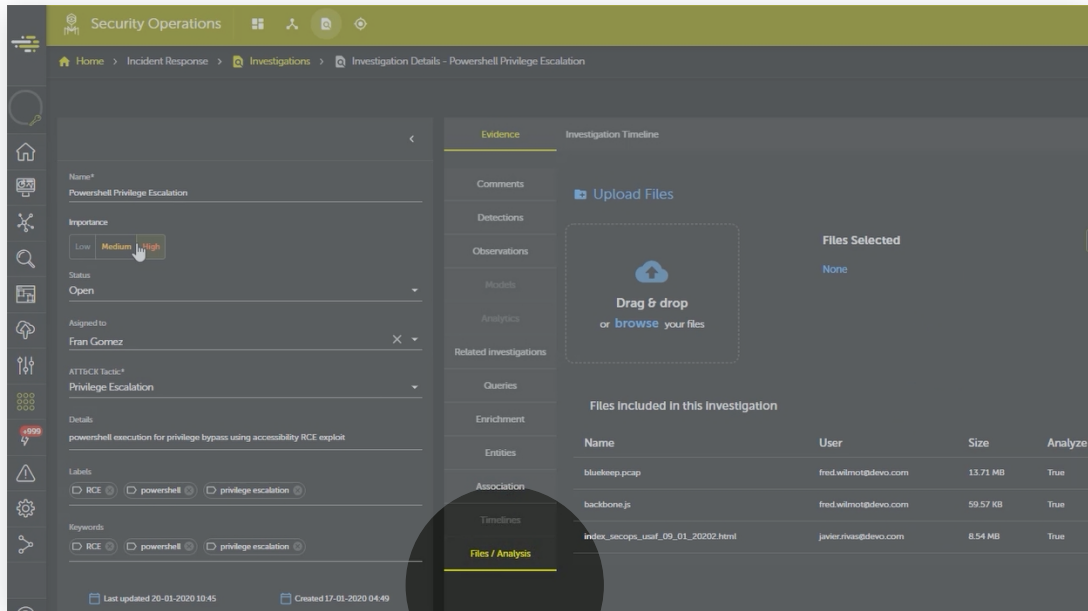 Security Operations
Home > Incident Response > Investigations > Investigation Details - Powershell Privilege Escalation
Evidence
Investigation Timeline
Name*
Powershell Privilege Escalation
Importance
Low Medium High
Status
Open
Assigned to
Fran Gomez
ATT&CK Tactic*
Privilege Escalation
Details
powershell execution for privilege bypass using accessibility RCE exploit
Labels
RCE powershell privilege escalation
Keywords
RCE powershell privilege escalation
Last updated 20-01-2020 10:45 Created 17-01-2020 04:49
+999
Comments
Detections
Observations
Models
Analytics
Related investigations
Queries
Enrichment
Entities
Association
Timelines
Files / Analysis
Upload Files
Drag & drop
or browse your files
Files Selected
None
Files included in this investigation
Name User Size Analyze
bluekeep.pcap fred.wilmot@devo.com 13.71 MB True
backbone.js fred.wilmot@devo.com 59.57 KB True
index_secops_usaf_09_01_20202.html javier.rivas@devo.com 8.54 MB True